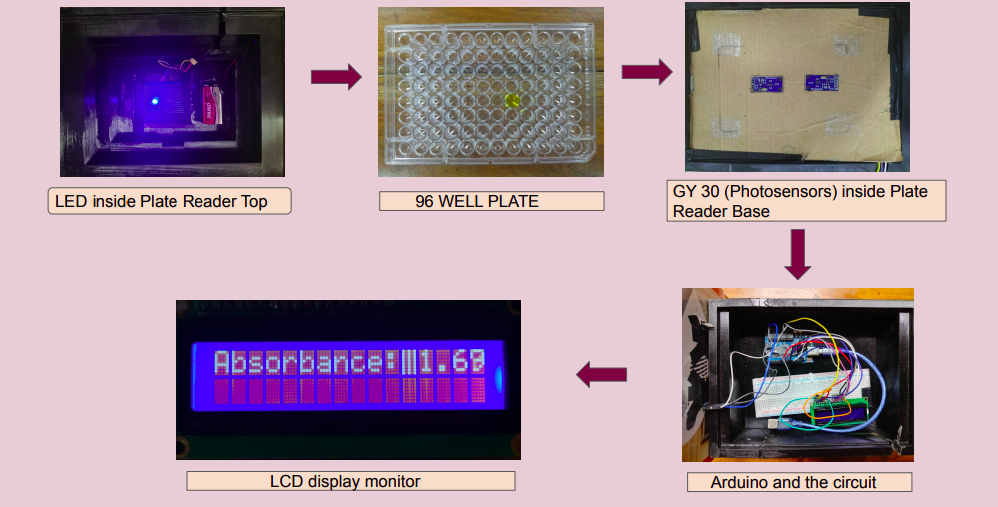 LED inside Plate Reader Top
96 WELL PLATE
GY 30 (Photosensors) inside Plate
Reader Base
Absorbance: 1.69
LCD display monitor
Arduino and the circuit